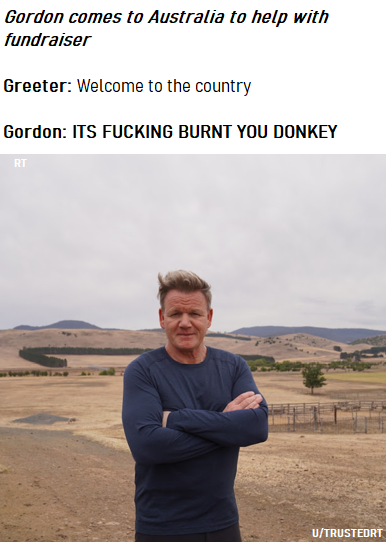 Gordon comes to Australia to help with
fundraiser
Greeter: Welcome to the country
Gordon: ITS FUCKING BURNT YOU DONKEY
RT
U/TRUSTEDRT